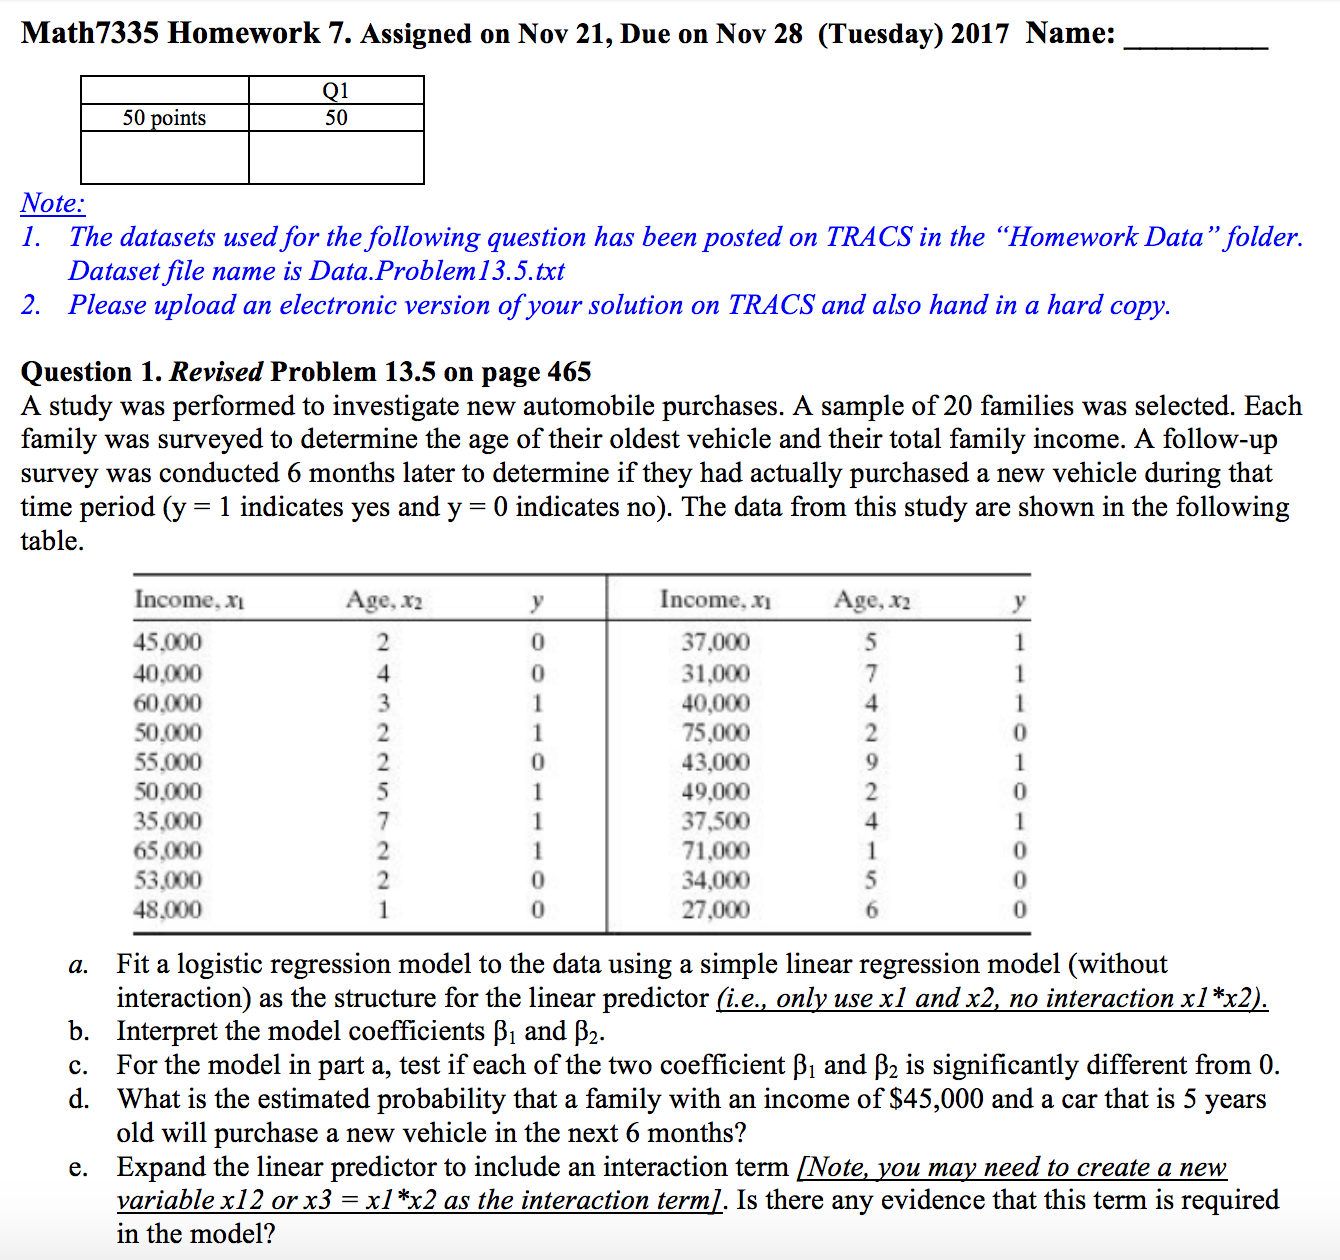 Math7335 Homework 7. Assigned on Nov 21, Due on Nov 28 (Tuesday) 2017 Name: __________
Q1
50 points 50
Note:
1. The datasets used for the following question has been posted on TRACS in the “Homework Data” folder.
Dataset file name is Data.Problem13.5.txt
2. Please upload an electronic version of your solution on TRACS and also hand in a hard copy.
Question 1. Revised Problem 13.5 on page 465
A study was performed to investigate new automobile purchases. A sample of 20 families was selected. Each
family was surveyed to determine the age of their oldest vehicle and their total family income. A follow-up
survey was conducted 6 months later to determine if they had actually purchased a new vehicle during that
time period (y = 1 indicates yes and y = 0 indicates no). The data from this study are shown in the following
table.
Income, x₁ Age, x₂ y Income, x₁ Age, x₂ y
45,000 2 0 37,000 5 1
40,000 4 0 31,000 7 1
60,000 3 1 40,000 4 1
50,000 2 1 75,000 2 0
55,000 2 0 43,000 9 1
50,000 5 1 49,000 2 0
35,000 7 1 37,500 4 1
65,000 2 1 71,000 1 0
53,000 2 0 34,000 5 0
48,000 1 0 27,000 6 0
a. Fit a logistic regression model to the data using a simple linear regression model (without
interaction) as the structure for the linear predictor (i.e., only use x1 and x2, no interaction x1*x2).
b. Interpret the model coefficients β₁ and β₂.
c. For the model in part a, test if each of the two coefficient β₁ and β₂ is significantly different from 0.
d. What is the estimated probability that a family with an income of $45,000 and a car that is 5 years
old will purchase a new vehicle in the next 6 months?
e. Expand the linear predictor to include an interaction term [Note, you may need to create a new
variable x12 or x3 = x1*x2 as the interaction term]. Is there any evidence that this term is required
in the model?